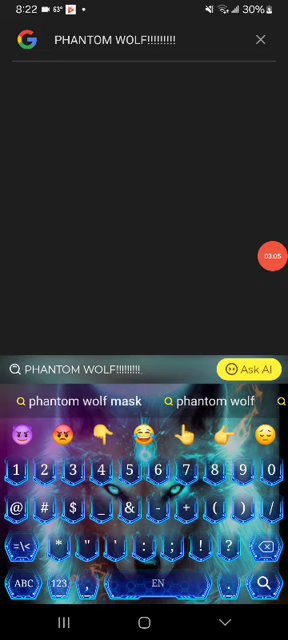 8:22 53° 30%
PHANTOM WOLF!!!!!!!!!
03:05
PHANTOM WOLF!!!!!!!!! Ask AI
phantom wolf mask phantom wolf
1 2 3 4 5 6 7 8 9 0
@ # $ _ & - + ( ) /
=\< * " ' : ; ! ?
ABC 123 , EN .